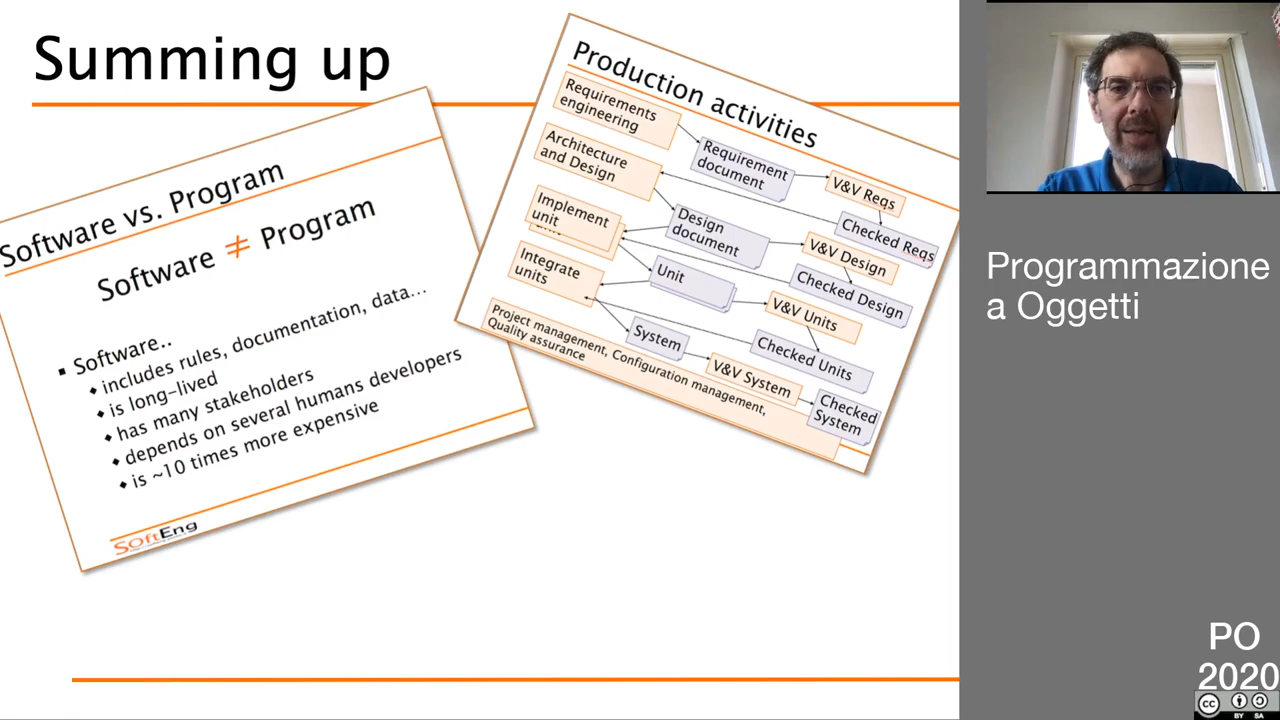 Summing up
Software vs. Program
Software ≠ Program
Software..
includes rules, documentation, data...
is long-lived
has many stakeholders
depends on several humans developers
is ~10 times more expensive
SOftEng
Production activities
Requirements
engineering
Requirement
document
V&V Reqs
Checked Reqs
Architecture
and Design
Design
document
V&V Design
Checked Design
Implement
unit
Unit
V&V Units
Checked Units
Integrate
units
System
V&V System
Checked
System
Project management, Configuration management,
Quality assurance
Programmazione
a Oggetti
PO
2020
CC
BY SA